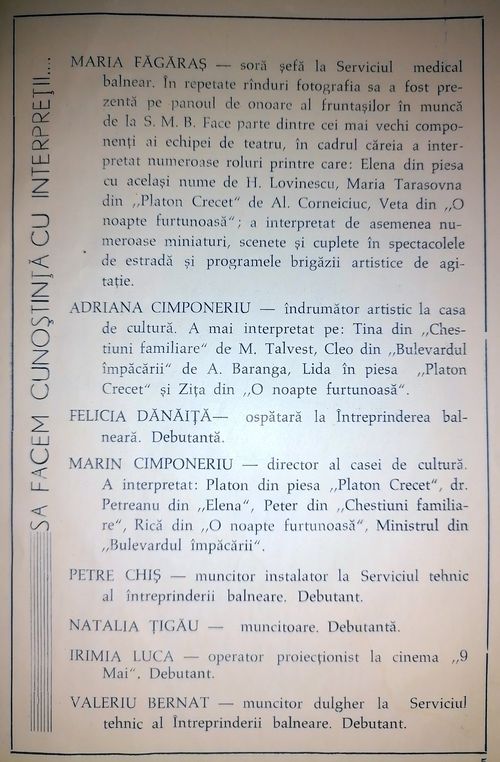 SA FACEM CUNOȘTINȚĂ CU INTERPREȚII....
MARIA FĂGĂRAȘ — soră șefă la Serviciul medical
balnear. În repetate rînduri fotografia sa a fost pre-
zentă pe panoul de onoare al fruntașilor în muncă
de la S. M. B. Face parte dintre cei mai vechi compo-
nenți ai echipei de teatru, în cadrul căreia a inter-
pretat numeroase roluri printre care: Elena din piesa
cu același nume de H. Lovinescu, Maria Tarasovna
din „Platon Crecet" de Al. Corneiciuc, Veta din „O
noapte furtunoasă"; a interpretat de asemenea nu-
meroase miniaturi, scenete și cuplete în spectacolele
de estradă și programele brigăzii artistice de agi-
tație.
ADRIANA CIMPONERIU — îndrumător artistic la casa
de cultură. A mai interpretat pe: Tina din „Ches-
tiuni familiare" de M. Talvest, Cleo din „Bulevardul
împăcării" de A. Baranga, Lida în piesa „Platon
Crecet" și Zița din „O noapte furtunoasă".
FELICIA DĂNĂIȚĂ— ospătară la Întreprinderea bal-
neară. Debutantă.
MARIN CIMPONERIU — director al casei de cultură.
A interpretat: Platon din piesa „Platon Crecet", dr.
Petreanu din „Elena", Peter din „Chestiuni familia-
re", Rică din „O noapte furtunoasă", Ministrul din
„Bulevardul împăcării".
PETRE CHIȘ — muncitor instalator la Serviciul tehnic
al întreprinderii balneare. Debutant.
NATALIA ȚIGĂU — muncitoare. Debutantă.
IRIMIA LUCA — operator proiecționist la cinema „9
Mai". Debutant.
VALERIU BERNAT — muncitor dulgher la Serviciul
tehnic al Întreprinderii balneare. Debutant.